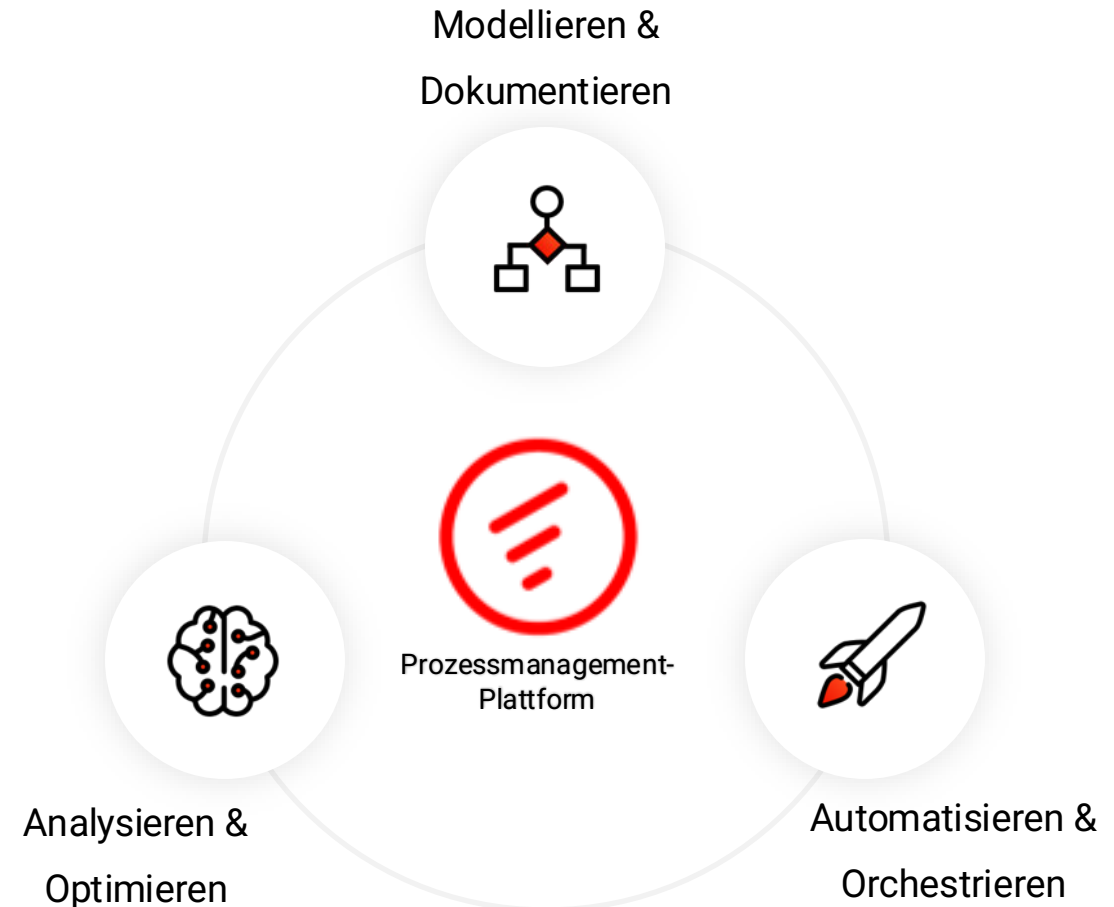 Modellieren &
Dokumentieren
Prozessmanagement-
Plattform
Analysieren &
Optimieren
Automatisieren &
Orchestrieren